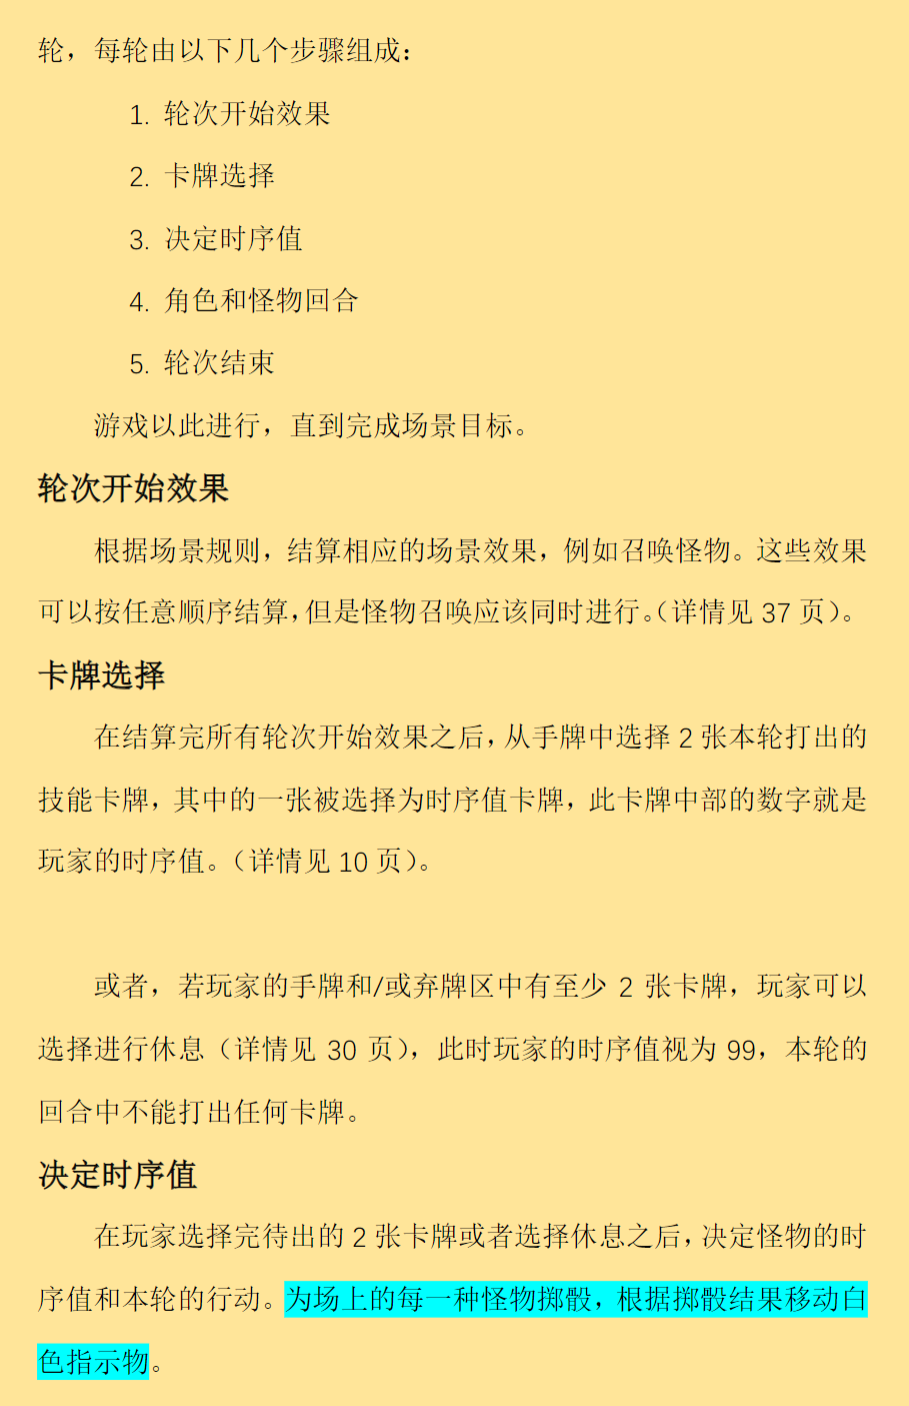 轮，每轮由以下几个步骤组成：
1. 轮次开始效果
2. 卡牌选择
3. 决定时序值
4. 角色和怪物回合
5. 轮次结束
游戏以此进行，直到完成场景目标。
轮次开始效果
根据场景规则，结算相应的场景效果，例如召唤怪物。这些效果
可以按任意顺序结算，但是怪物召唤应该同时进行。（详情见 37 页）。
卡牌选择
在结算完所有轮次开始效果之后，从手牌中选择 2 张本轮打出的
技能卡牌，其中的一张被选择为时序值卡牌，此卡牌中部的数字就是
玩家的时序值。（详情见 10 页）。
或者，若玩家的手牌和/或弃牌区中有至少 2 张卡牌，玩家可以
选择进行休息（详情见 30 页），此时玩家的时序值视为 99，本轮的
回合中不能打出任何卡牌。
决定时序值
在玩家选择完待出的 2 张卡牌或者选择休息之后，决定怪物的时
序值和本轮的行动。为场上的每一种怪物掷骰，根据掷骰结果移动白
色指示物。